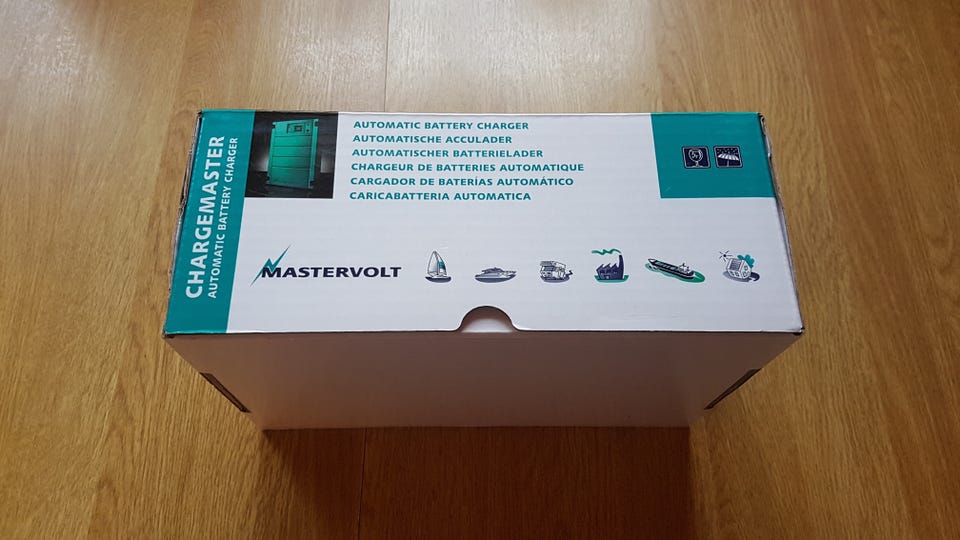 CHARGEMASTER
AUTOMATIC BATTERY CHARGER
AUTOMATIC BATTERY CHARGER
AUTOMATISCHE ACCULADER
AUTOMATISCHER BATTERIELADER
CHARGEUR DE BATTERIES AUTOMATIQUE
CARGADOR DE BATERÍAS AUTOMÁTICO
CARICABATTERIA AUTOMATICA
MASTERVOLT